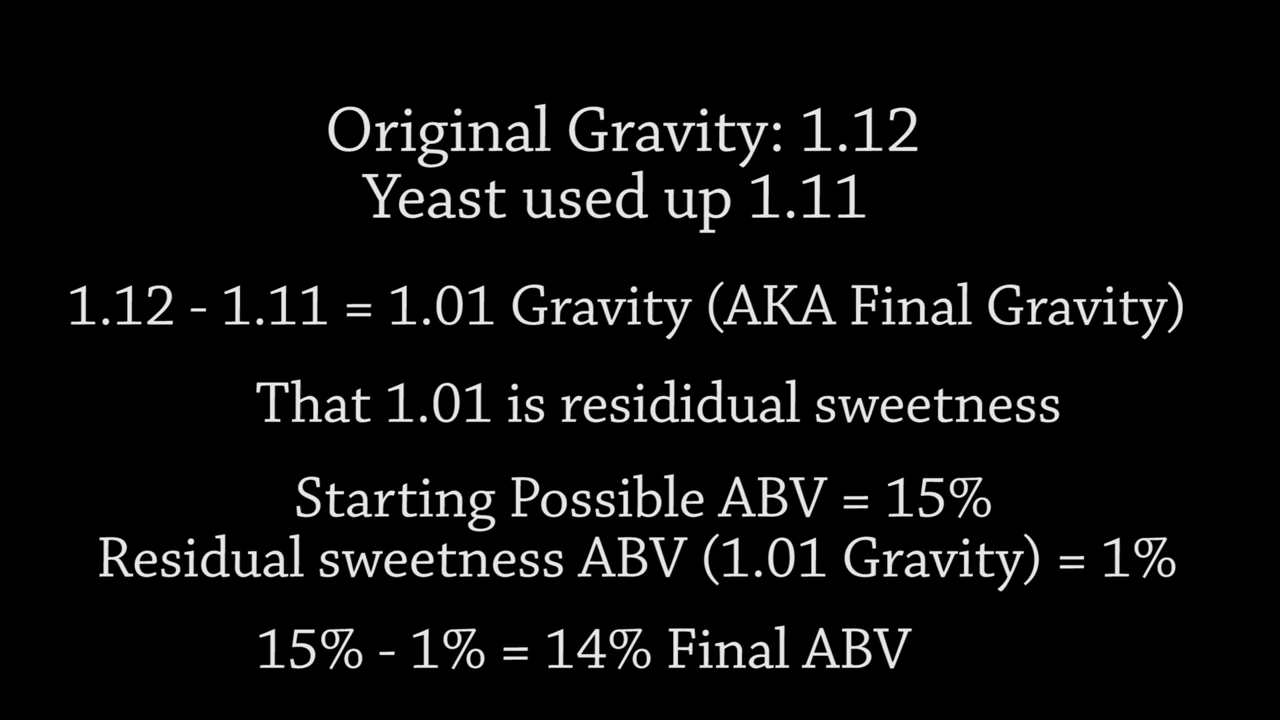 Original Gravity: 1.12
Yeast used up 1.11
1.12 - 1.11 = 1.01 Gravity (AKA Final Gravity)
That 1.01 is resididual sweetness
Starting Possible ABV = 15%
Residual sweetness ABV (1.01 Gravity) = 1%
15% - 1% = 14% Final ABV